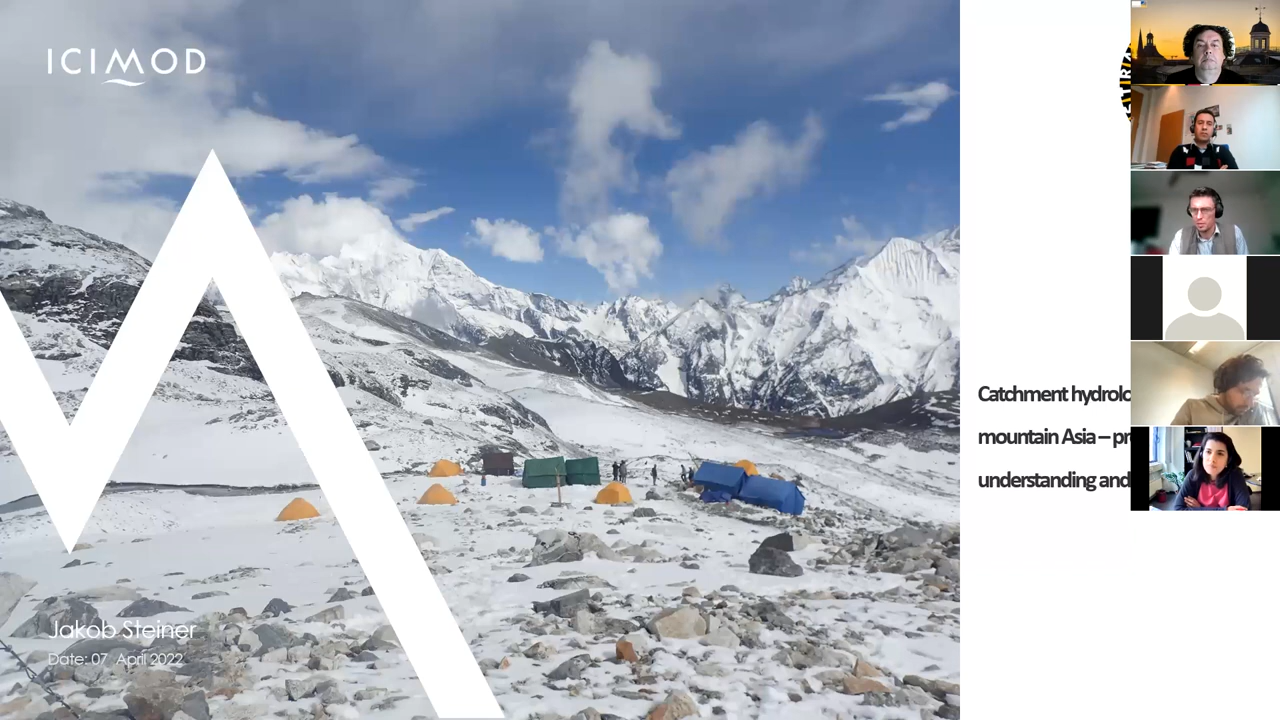 ICIMOD
Catchment hydrolo
mountain Asia – pr
understanding and
Jakob Steiner
Date: 07 April 2022